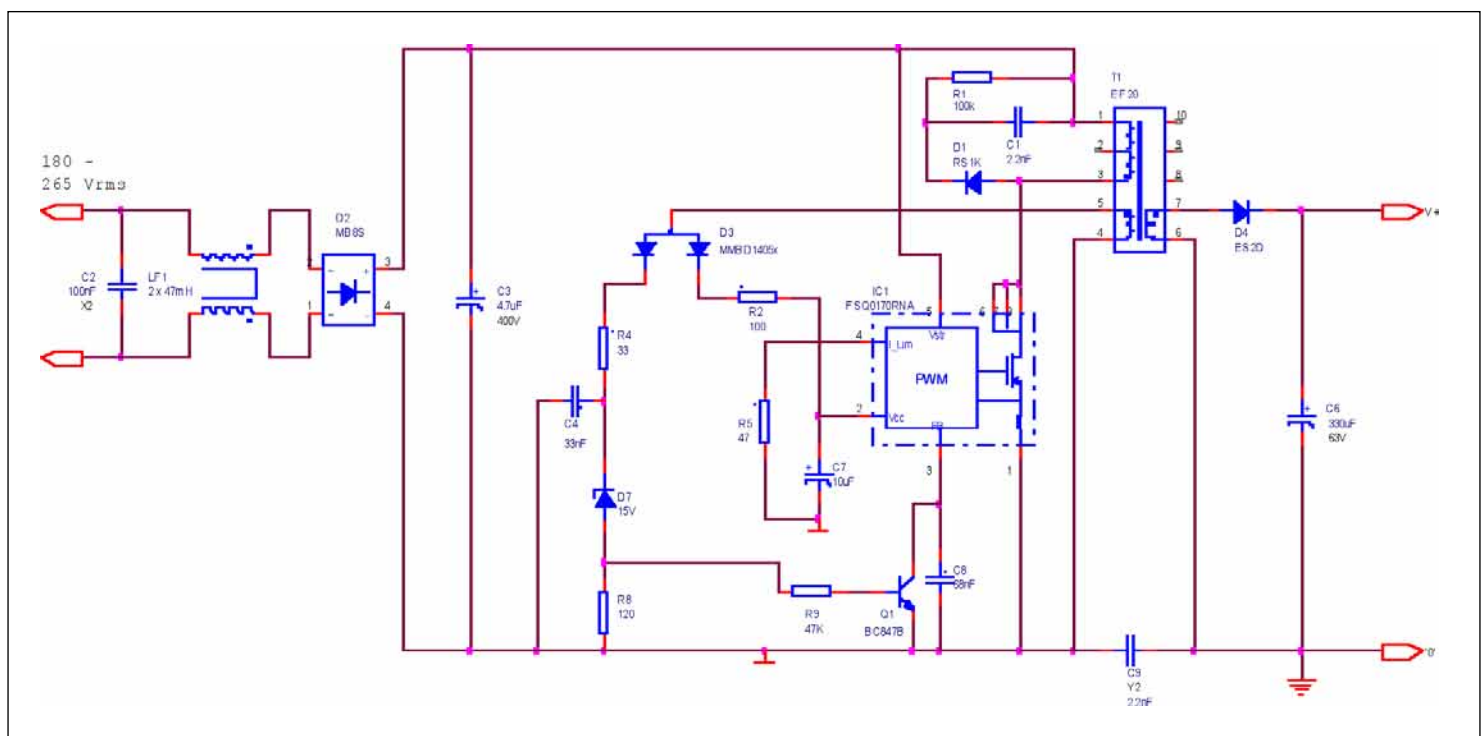 180 -
265 Vrms
C2
100nF
X2
LF1
2 x 47mH
D2
MB8S
3
1
4
C3
4.7uF
400V
R1
100k
C1
2.2nF
D1
RS1K
T1
EF20
1
2
3
5
4
10
9
8
7
6
D4
ES2D
V+
D3
MMBD1405x
R2
100
R4
33
C4
33nF
D7
15V
R8
120
R5
47
C7
10uF
IC1
FSQ0170RNA
5
6
7
8
Vstr
4
I_Lim
PWM
2
Vcc
FB
3
1
C8
68nF
R9
47K
Q1
BC847B
C6
330uF
63V
C9
Y2
2.2nF
'0'